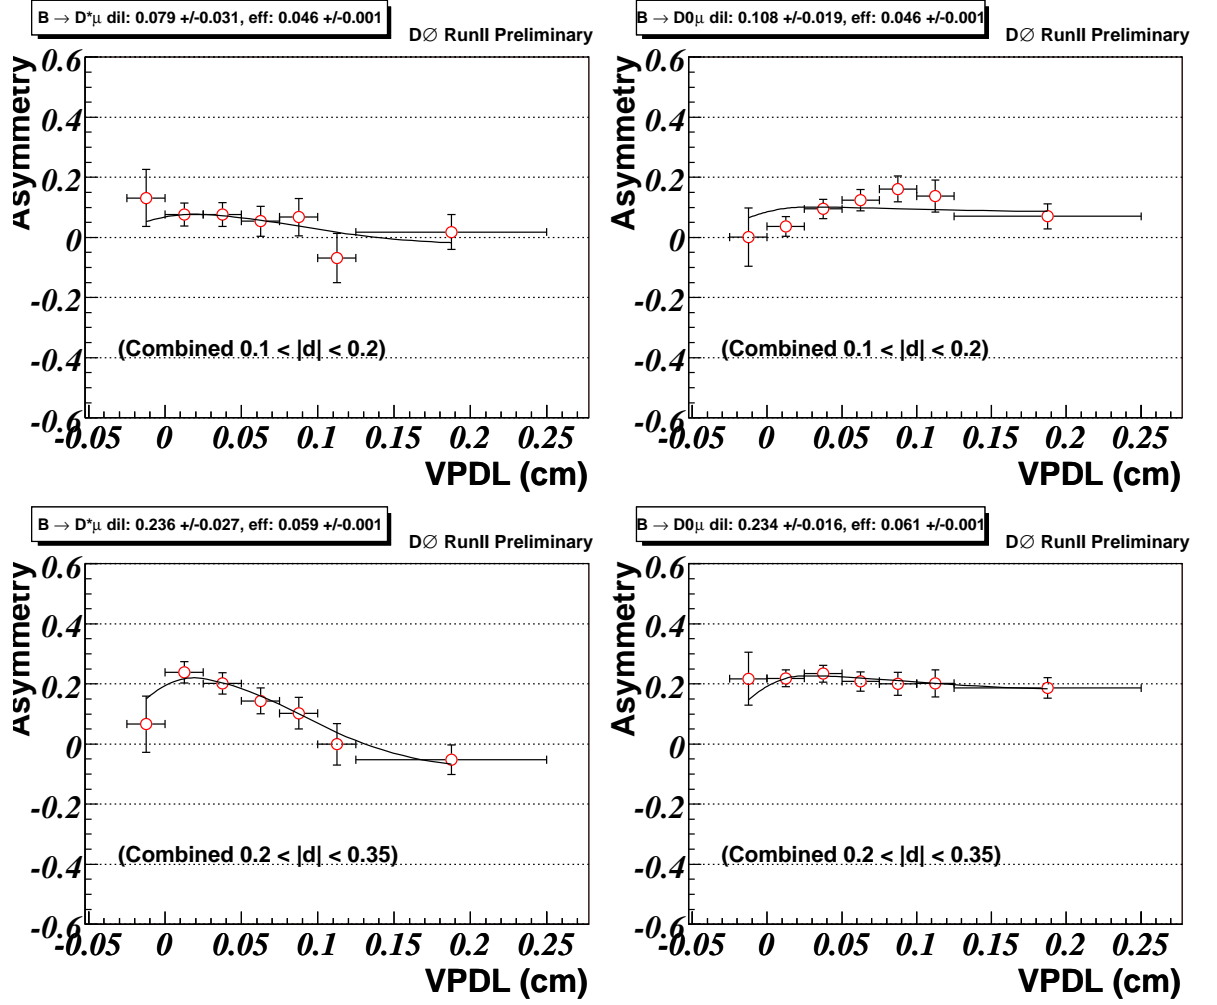 B → D*μ dil: 0.079 +/-0.031, eff: 0.046 +/-0.001
DØ RunII Preliminary
Asymmetry
0.6
0.4
0.2
0
-0.2
-0.4
-0.6
(Combined 0.1 < |d| < 0.2)
-0.05 0 0.05 0.1 0.15 0.2 0.25
VPDL (cm)
B → D0μ dil: 0.108 +/-0.019, eff: 0.046 +/-0.001
DØ RunII Preliminary
Asymmetry
0.6
0.4
0.2
0
-0.2
-0.4
-0.6
(Combined 0.1 < |d| < 0.2)
-0.05 0 0.05 0.1 0.15 0.2 0.25
VPDL (cm)
B → D*μ dil: 0.236 +/-0.027, eff: 0.059 +/-0.001
DØ RunII Preliminary
Asymmetry
0.6
0.4
0.2
0
-0.2
-0.4
-0.6
(Combined 0.2 < |d| < 0.35)
-0.05 0 0.05 0.1 0.15 0.2 0.25
VPDL (cm)
B → D0μ dil: 0.234 +/-0.016, eff: 0.061 +/-0.001
DØ RunII Preliminary
Asymmetry
0.6
0.4
0.2
0
-0.2
-0.4
-0.6
(Combined 0.2 < |d| < 0.35)
-0.05 0 0.05 0.1 0.15 0.2 0.25
VPDL (cm)